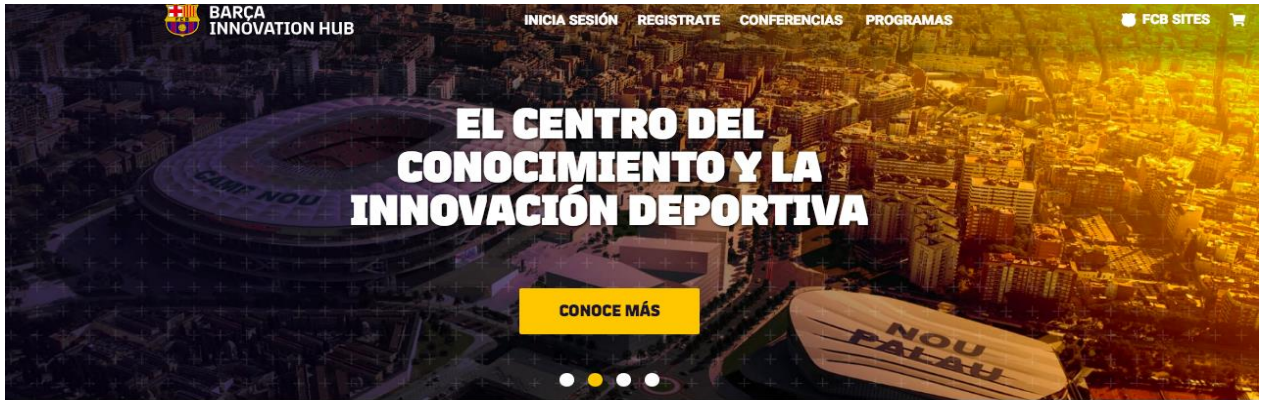 BARÇA
INNOVATION HUB
INICIA SESIÓN REGISTRATE CONFERENCIAS PROGRAMAS
FCB SITES
EL CENTRO DEL
CONOCIMIENTO Y LA
INNOVACIÓN DEPORTIVA
CAMP NOU
CONOCE MÁS
NOU
PALAU
FCB